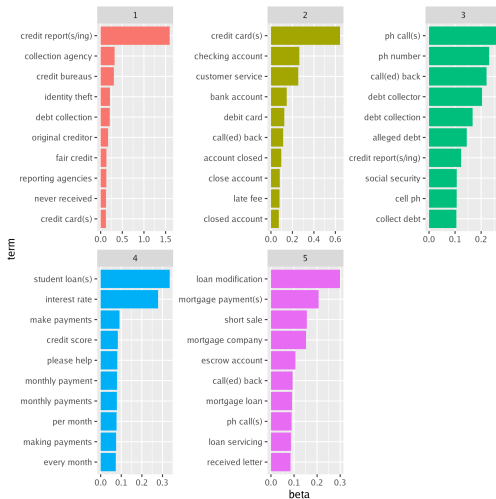 1
credit report(s/ing)
collection agency
credit bureaus
identity theft
debt collection
original creditor
fair credit
reporting agencies
never received
credit card(s)
0.0 0.5 1.0 1.5
2
credit card(s)
checking account
customer service
bank account
debit card
call(ed) back
account closed
close account
late fee
closed account
0.0 0.2 0.4 0.6
3
ph call(s)
ph number
call(ed) back
debt collector
debt collection
alleged debt
credit report(s/ing)
social security
cell ph
collect debt
0.0 0.1 0.2
term
4
student loan(s)
interest rate
make payments
credit score
please help
monthly payment
monthly payments
per month
making payments
every month
0.0 0.1 0.2 0.3
5
loan modification
mortgage payment(s)
short sale
mortgage company
escrow account
call(ed) back
mortgage loan
ph call(s)
loan servicing
received letter
0.0 0.1 0.2 0.3
beta